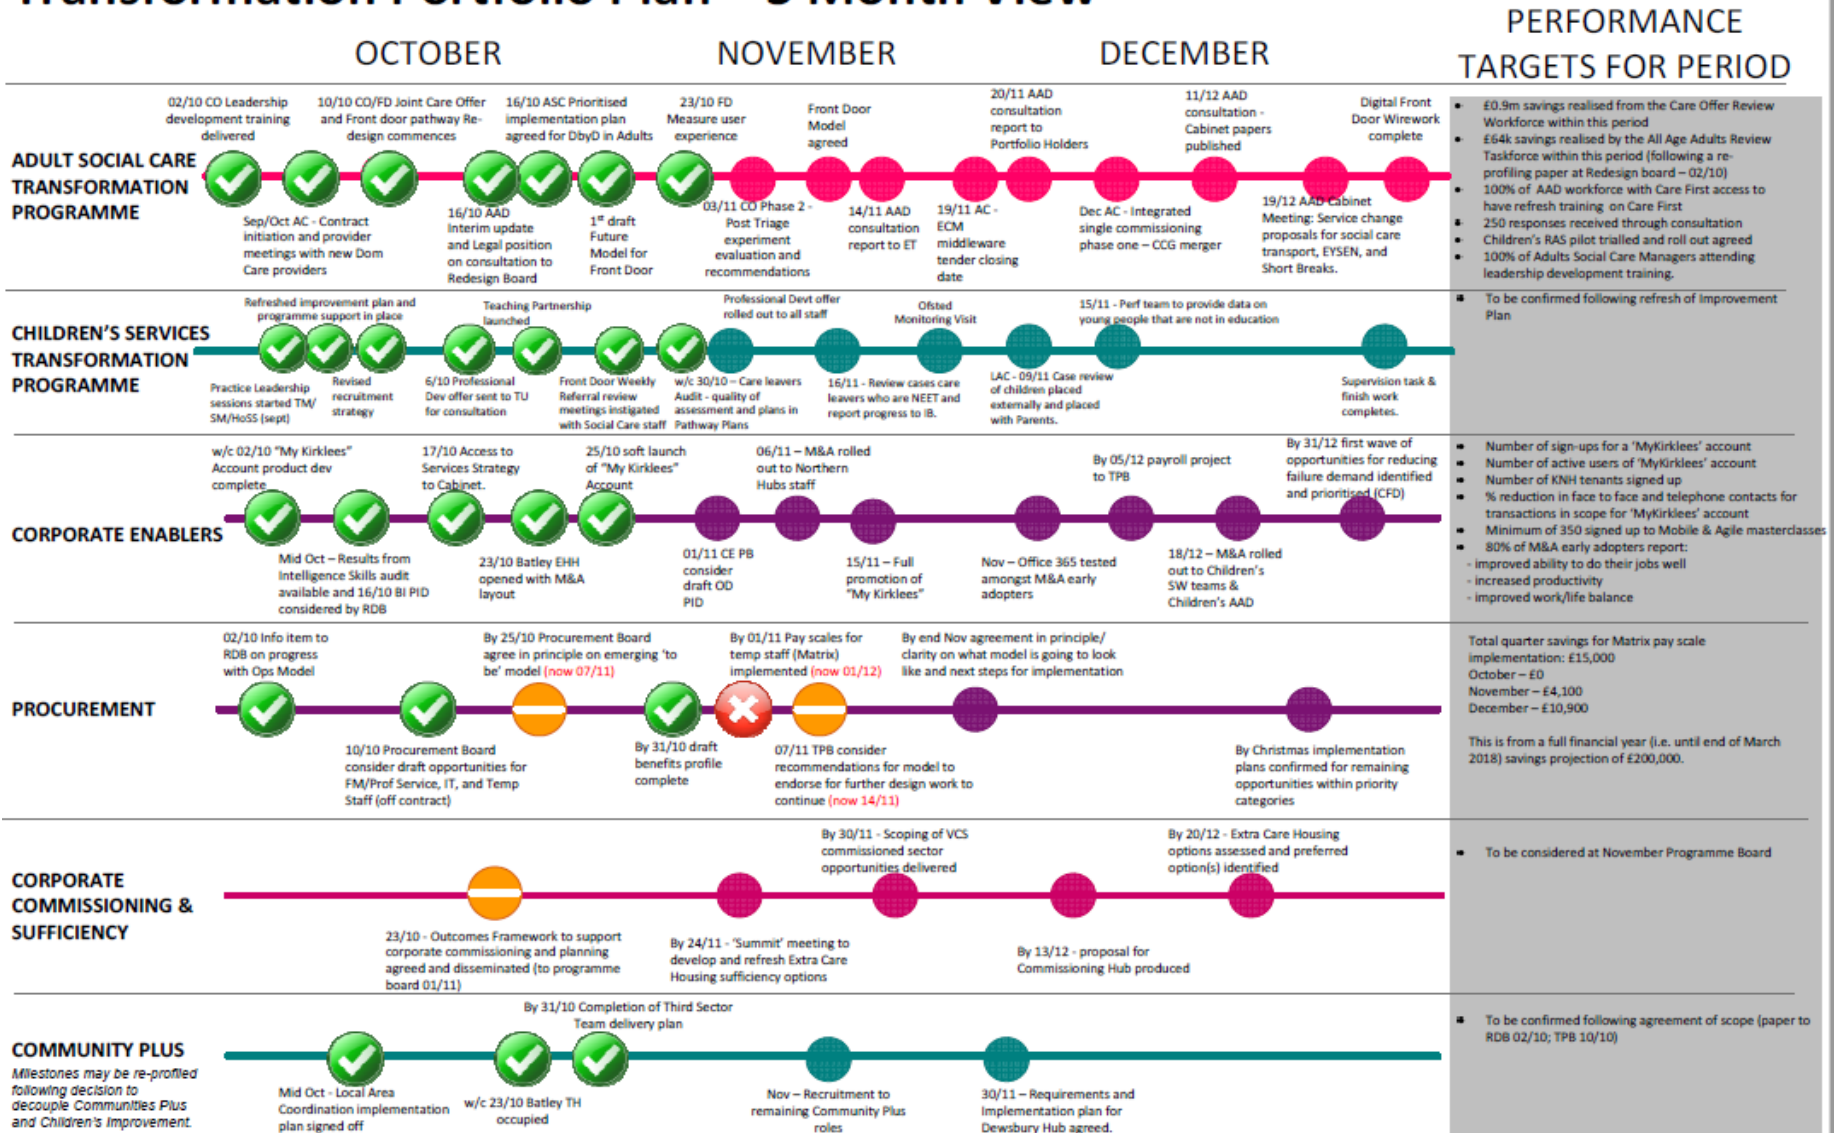 Transformation Portfolio Plan – 3 Month View
OCTOBER
NOVEMBER
DECEMBER
PERFORMANCE
TARGETS FOR PERIOD
ADULT SOCIAL CARE
TRANSFORMATION
PROGRAMME
02/10 CO Leadership
development training
delivered
10/10 CO/FD Joint Care Offer
and Front door pathway Re-
design commences
16/10 ASC Prioritised
implementation plan
agreed for DbyD in Adults
23/10 FD
Measure user
experience
Front Door
Model
agreed
20/11 AAD
consultation
report to
Portfolio Holders
11/12 AAD
consultation -
Cabinet papers
published
Digital Front
Door Wirework
complete
Sep/Oct AC - Contract
initiation and provider
meetings with new Dom
Care providers
16/10 AAD
Interim update
and Legal position
on consultation to
Redesign Board
1st draft
Future
Model for
Front Door
03/11 CO Phase 2 -
Post Triage
experiment
evaluation and
recommendations
14/11 AAD
consultation
report to ET
19/11 AC -
ECM
middleware
tender closing
date
Dec AC - Integrated
single commissioning
phase one – CCG merger
19/12 AAD Cabinet
Meeting: Service change
proposals for social care
transport, EYSEN, and
Short Breaks.
• £0.9m savings realised from the Care Offer Review
Workforce within this period
• £64k savings realised by the All Age Adults Review
Taskforce within this period (following a re-
profiling paper at Redesign board – 02/10)
• 100% of AAD workforce with Care First access to
have refresh training on Care First
• 250 responses received through consultation
• Children's RAS pilot trialled and roll out agreed
• 100% of Adults Social Care Managers attending
leadership development training.
CHILDREN'S SERVICES
TRANSFORMATION
PROGRAMME
Refreshed improvement plan and
programme support in place
Teaching Partnership
launched
Professional Devt offer
rolled out to all staff
Ofsted
Monitoring Visit
15/11 - Perf team to provide data on
young people that are not in education
Practice Leadership
sessions started TM/
SM/HoSS (sept)
Revised
recruitment
strategy
6/10 Professional
Dev offer sent to TU
for consultation
Front Door Weekly
Referral review
meetings instigated
with Social Care staff
w/c 30/10 – Care leavers
Audit - quality of
assessment and plans in
Pathway Plans
16/11 - Review cases care
leavers who are NEET and
report progress to IB.
LAC - 09/11 Case review
of children placed
externally and placed
with Parents.
Supervision task &
finish work
completes.
• To be confirmed following refresh of Improvement
Plan
CORPORATE ENABLERS
w/c 02/10 "My Kirklees"
Account product dev
complete
17/10 Access to
Services Strategy
to Cabinet.
25/10 soft launch
of "My Kirklees"
Account
06/11 – M&A rolled
out to Northern
Hubs staff
By 05/12 payroll project
to TPB
By 31/12 first wave of
opportunities for reducing
failure demand identified
and prioritised (CFD)
Mid Oct – Results from
Intelligence Skills audit
available and 16/10 BI PID
considered by RDB
23/10 Batley EHH
opened with M&A
layout
01/11 CE PB
consider
draft OD
PID
15/11 – Full
promotion of
"My Kirklees"
Nov – Office 365 tested
amongst M&A early
adopters
18/12 – M&A rolled
out to Children's
SW teams &
Children's AAD
• Number of sign-ups for a 'MyKirklees' account
• Number of active users of 'MyKirklees' account
• Number of KNH tenants signed up
• % reduction in face to face and telephone contacts for
transactions in scope for 'MyKirklees' account
• Minimum of 350 signed up to Mobile & Agile masterclasses
• 80% of M&A early adopters report:
- improved ability to do their jobs well
- increased productivity
- improved work/life balance
PROCUREMENT
02/10 Info item to
RDB on progress
with Ops Model
By 25/10 Procurement Board
agree in principle on emerging 'to
be' model (now 07/11)
By 01/11 Pay scales for
temp staff (Matrix)
implemented (now 01/12)
By end Nov agreement in principle/
clarity on what model is going to look
like and next steps for implementation
10/10 Procurement Board
consider draft opportunities for
FM/Prof Service, IT, and Temp
Staff (off contract)
By 31/10 draft
benefits profile
complete
07/11 TPB consider
recommendations for model to
endorse for further design work to
continue (now 14/11)
By Christmas implementation
plans confirmed for remaining
opportunities within priority
categories
Total quarter savings for Matrix pay scale
implementation: £15,000
October – £0
November – £4,100
December – £10,900
This is from a full financial year (i.e. until end of March
2018) savings projection of £200,000.
CORPORATE
COMMISSIONING &
SUFFICIENCY
By 30/11 - Scoping of VCS
commissioned sector
opportunities delivered
By 20/12 - Extra Care Housing
options assessed and preferred
option(s) identified
23/10 - Outcomes Framework to support
corporate commissioning and planning
agreed and disseminated (to programme
board 01/11)
By 24/11 - 'Summit' meeting to
develop and refresh Extra Care
Housing sufficiency options
By 13/12 - proposal for
Commissioning Hub produced
• To be considered at November Programme Board
COMMUNITY PLUS
Milestones may be re-profiled
following decision to
decouple Communities Plus
and Children's Improvement.
By 31/10 Completion of Third Sector
Team delivery plan
Mid Oct - Local Area
Coordination implementation
plan signed off
w/c 23/10 Batley TH
occupied
Nov – Recruitment to
remaining Community Plus
roles
30/11 – Requirements and
Implementation plan for
Dewsbury Hub agreed.
• To be confirmed following agreement of scope (paper to
RDB 02/10; TPB 10/10)